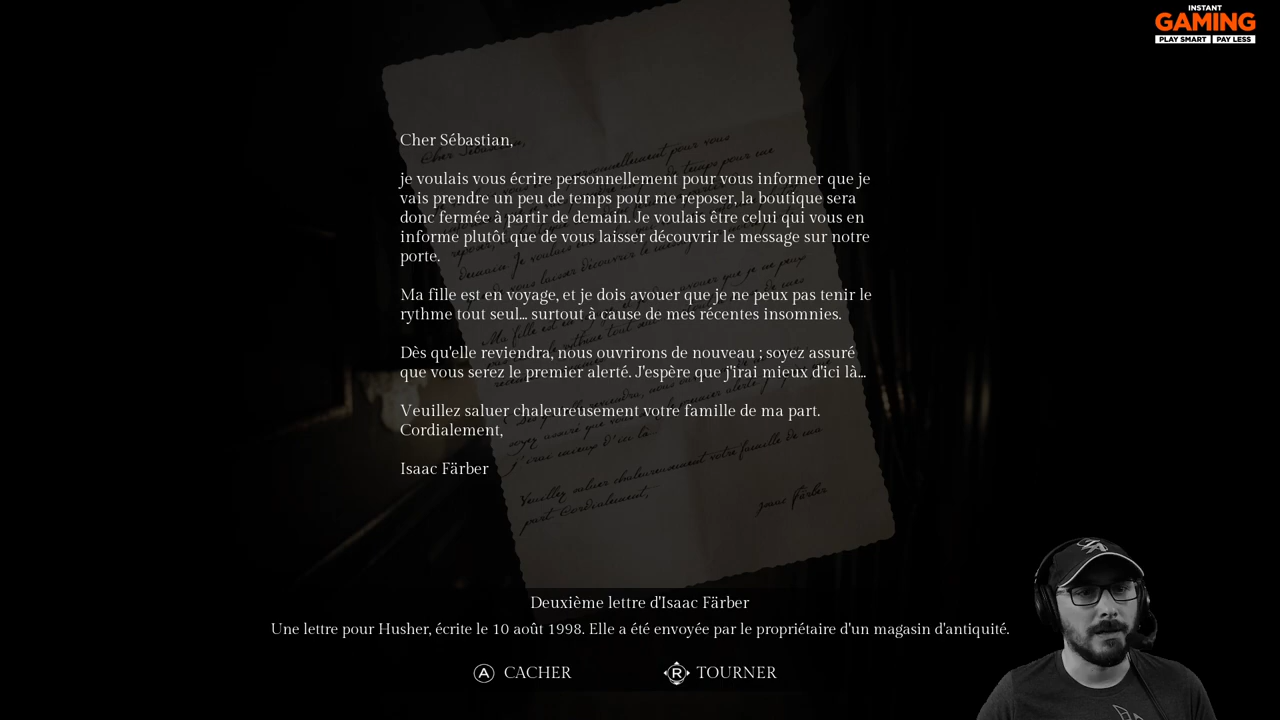 INSTANT
GAMING
PLAY SMART PAY LESS
Cher Sébastian,
je voulais vous écrire personnellement pour vous informer que je
vais prendre un peu de temps pour me reposer, la boutique sera
donc fermée à partir de demain. Je voulais être celui qui vous en
informe plutôt que de vous laisser découvrir le message sur notre
porte.
Ma fille est en voyage, et je dois avouer que je ne peux pas tenir le
rythme tout seul... surtout à cause de mes récentes insomnies.
Dès qu'elle reviendra, nous ouvrirons de nouveau ; soyez assuré
que vous serez le premier alerté. J'espère que j'irai mieux d'ici là...
Veuillez saluer chaleureusement votre famille de ma part.
Cordialement,
Isaac Färber
Deuxième lettre d'Isaac Färber
Une lettre pour Husher, écrite le 10 août 1998. Elle a été envoyée par le propriétaire d'un magasin d'antiquité.
A CACHER
R TOURNER